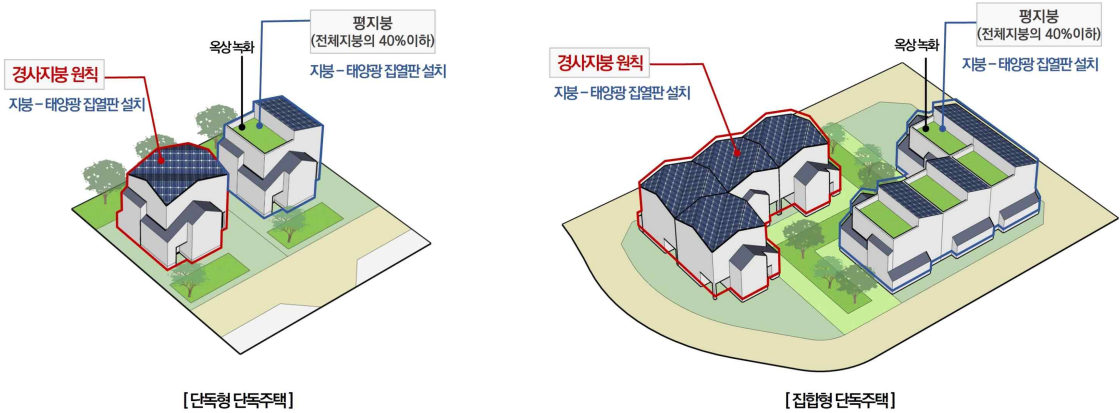 평지붕
(전체지붕의 40%이하)
옥상 녹화
경사지붕 원칙
지붕 – 태양광 집열판 설치
지붕 – 태양광 집열판 설치
[ 단독형 단독주택 ]
평지붕
(전체지붕의 40%이하)
옥상 녹화
경사지붕 원칙
지붕 – 태양광 집열판 설치
지붕 – 태양광 집열판 설치
[ 집합형 단독주택 ]